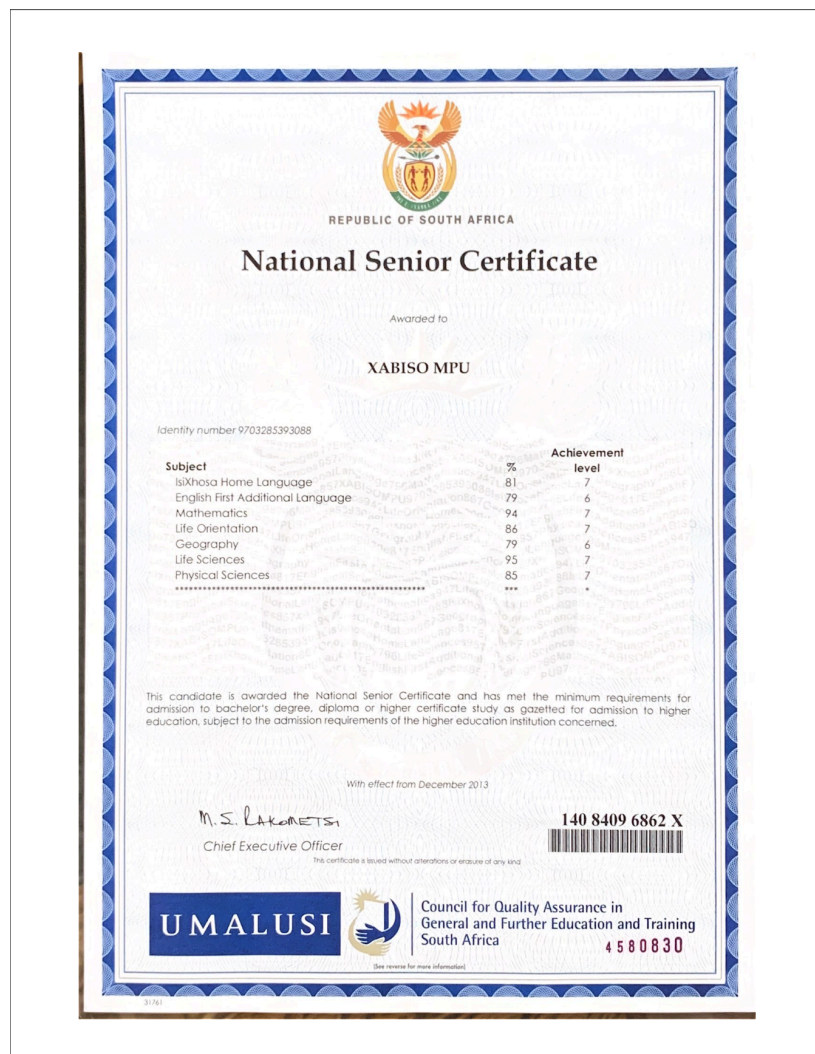 REPUBLIC OF SOUTH AFRICA
National Senior Certificate
Awarded to
XABISO MPU
Identity number 9703285393088
Subject % Achievement level
IsiXhosa Home Language 81 7
English First Additional Language 79 6
Mathematics 94 7
Life Orientation 86 7
Geography 79 6
Life Sciences 95 7
Physical Sciences 85 7
This candidate is awarded the National Senior Certificate and has met the minimum requirements for
admission to bachelor's degree, diploma or higher certificate study as gazetted for admission to higher
education, subject to the admission requirements of the higher education institution concerned.
With effect from December 2013
M.S. RAKOMETSI
Chief Executive Officer
140 8409 6862 X
This certificate is issued without alterations or erasure of any kind
UMALUSI
Council for Quality Assurance in
General and Further Education and Training
South Africa
4580830
(See reverse for more information)
31761